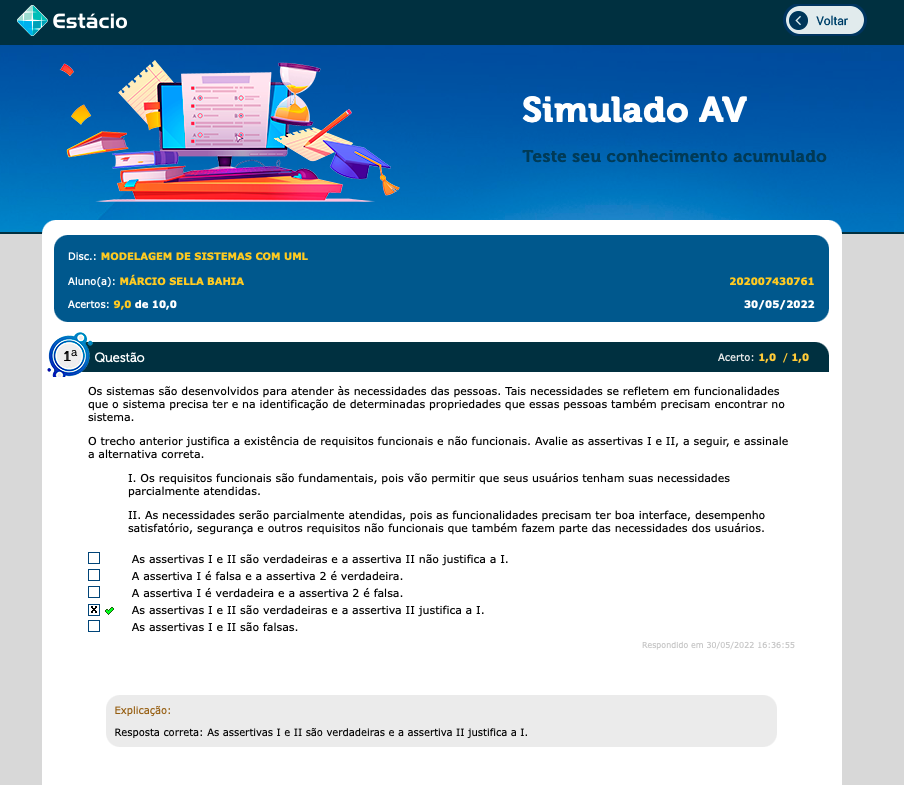 Estácio
Voltar
Simulado AV
Teste seu conhecimento acumulado
Disc.: MODELAGEM DE SISTEMAS COM UML
Aluno(a): MÁRCIO SELLA BAHIA 202007430761
Acertos: 9,0 de 10,0 30/05/2022
1ª Questão Acerto: 1,0 / 1,0
Os sistemas são desenvolvidos para atender às necessidades das pessoas. Tais necessidades se refletem em funcionalidades
que o sistema precisa ter e na identificação de determinadas propriedades que essas pessoas também precisam encontrar no
sistema.
O trecho anterior justifica a existência de requisitos funcionais e não funcionais. Avalie as assertivas I e II, a seguir, e assinale
a alternativa correta.
I. Os requisitos funcionais são fundamentais, pois vão permitir que seus usuários tenham suas necessidades
parcialmente atendidas.
II. As necessidades serão parcialmente atendidas, pois as funcionalidades precisam ter boa interface, desempenho
satisfatório, segurança e outros requisitos não funcionais que também fazem parte das necessidades dos usuários.
As assertivas I e II são verdadeiras e a assertiva II não justifica a I.
A assertiva I é falsa e a assertiva 2 é verdadeira.
A assertiva I é verdadeira e a assertiva 2 é falsa.
X As assertivas I e II são verdadeiras e a assertiva II justifica a I.
As assertivas I e II são falsas.
Respondido em 30/05/2022 16:36:55
Explicação:
Resposta correta: As assertivas I e II são verdadeiras e a assertiva II justifica a I.